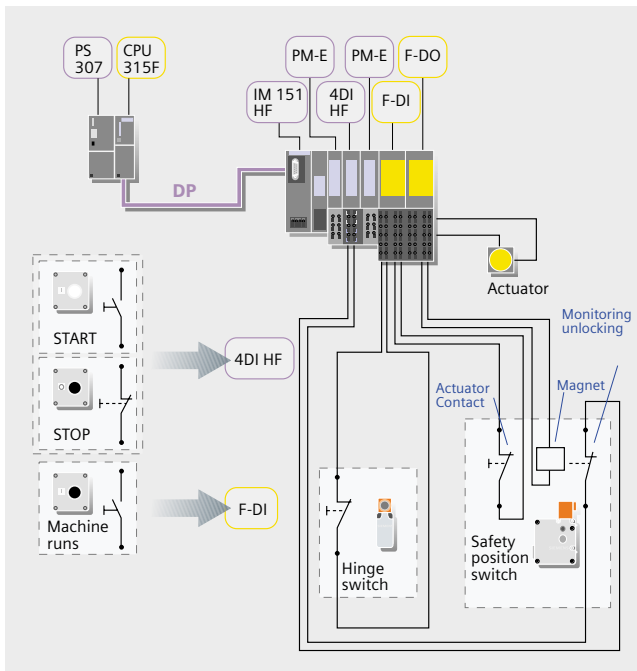 PS
307
CPU
315F
PM-E
PM-E
F-DO
IM 151
HF
4DI
HF
F-DI
DP
Actuator
START
STOP
4DI HF
Machine
runs
F-DI
Monitoring
unlocking
Actuator
Contact
Magnet
Hinge
switch
Safety
position
switch